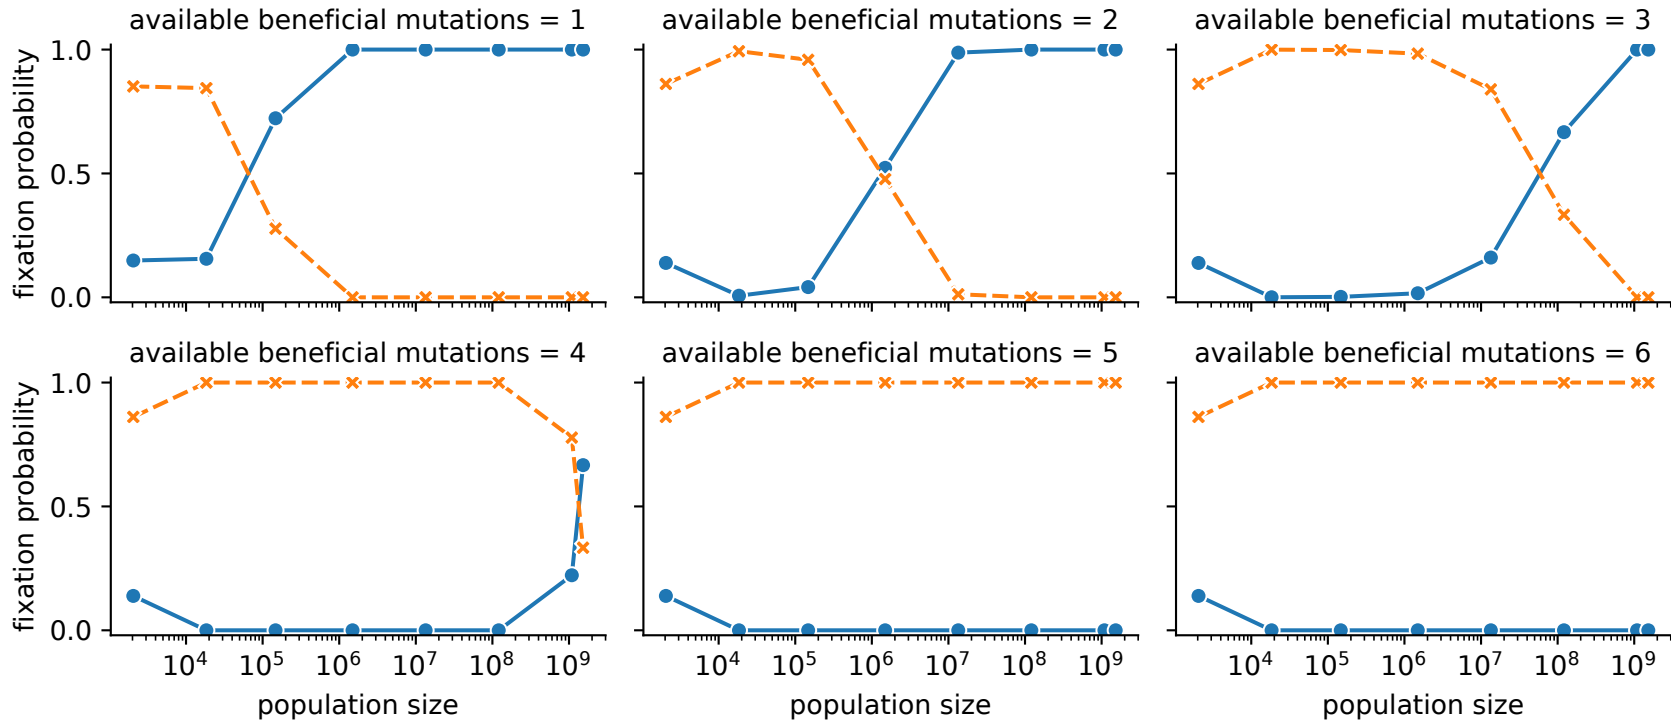 available beneficial mutations = 1
available beneficial mutations = 2
available beneficial mutations = 3
fixation probability
1.0
0.5
0.0
available beneficial mutations = 4
available beneficial mutations = 5
available beneficial mutations = 6
fixation probability
1.0
0.5
0.0
10⁴ 10⁵ 10⁶ 10⁷ 10⁸ 10⁹
10⁴ 10⁵ 10⁶ 10⁷ 10⁸ 10⁹
10⁴ 10⁵ 10⁶ 10⁷ 10⁸ 10⁹
population size
population size
population size